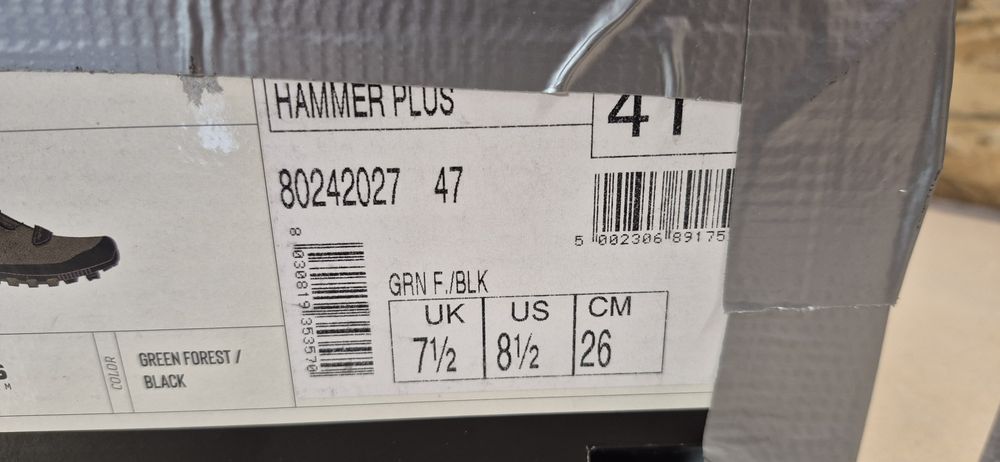 HAMMER PLUS
41
80242027 47
5 002306 89175
8 030819 353570
GRN F./BLK
UK US CM
7½ 8½ 26
COLOR
GREEN FOREST /
BLACK
M